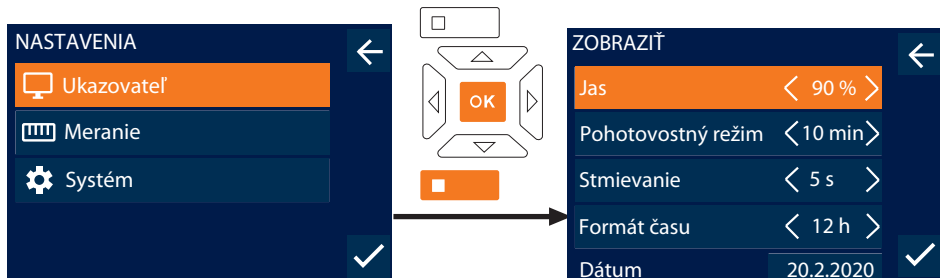 NASTAVENIA
Ukazovateľ
Meranie
Systém
OK
ZOBRAZIŤ
Jas 90 %
Pohotovostný režim 10 min
Stmievanie 5 s
Formát času 12 h
Dátum 20.2.2020